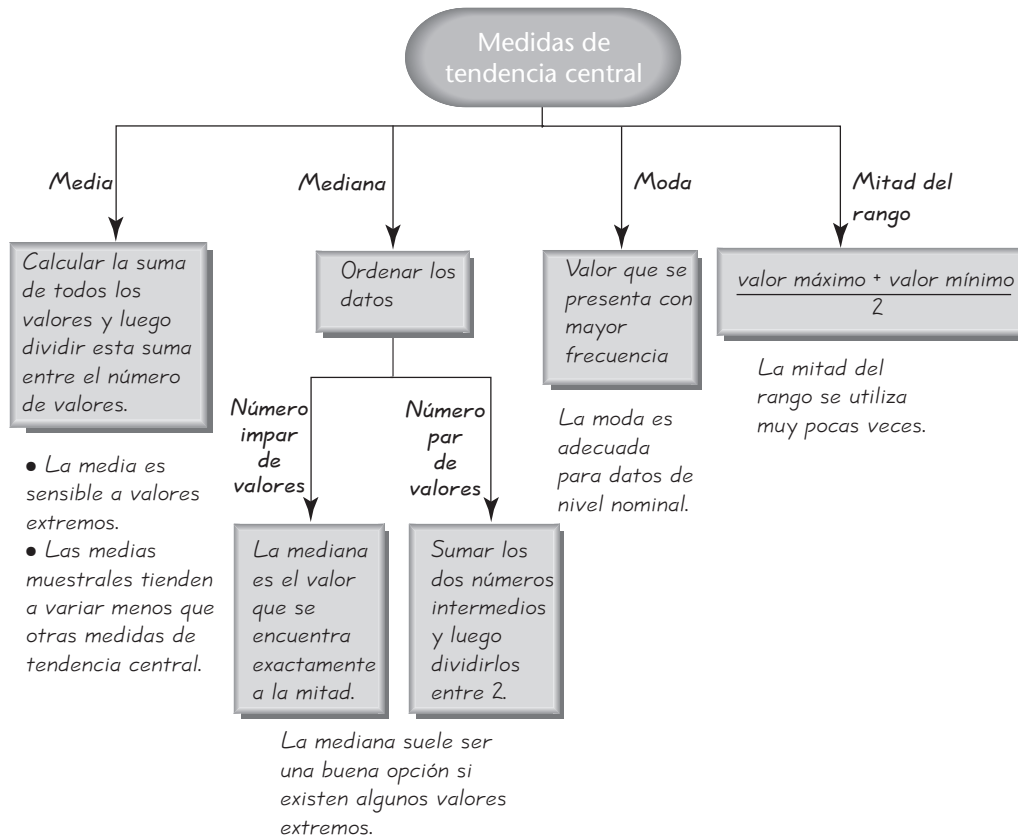 Medidas de
tendencia central
Media
Calcular la suma
de todos los
valores y luego
dividir esta suma
entre el número
de valores.
● La media es
sensible a valores
extremos.
● Las medias
muestrales tienden
a variar menos que
otras medidas de
tendencia central.
Mediana
Ordenar los
datos
Número
impar
de
valores
La mediana
es el valor
que se
encuentra
exactamente
a la mitad.
Número
par
de
valores
Sumar los
dos números
intermedios
y luego
dividirlos
entre 2.
La mediana suele ser
una buena opción si
existen algunos valores
extremos.
Moda
Valor que se
presenta con
mayor
frecuencia
La moda es
adecuada
para datos de
nivel nominal.
Mitad del
rango
valor máximo + valor mínimo
2
La mitad del
rango se utiliza
muy pocas veces.